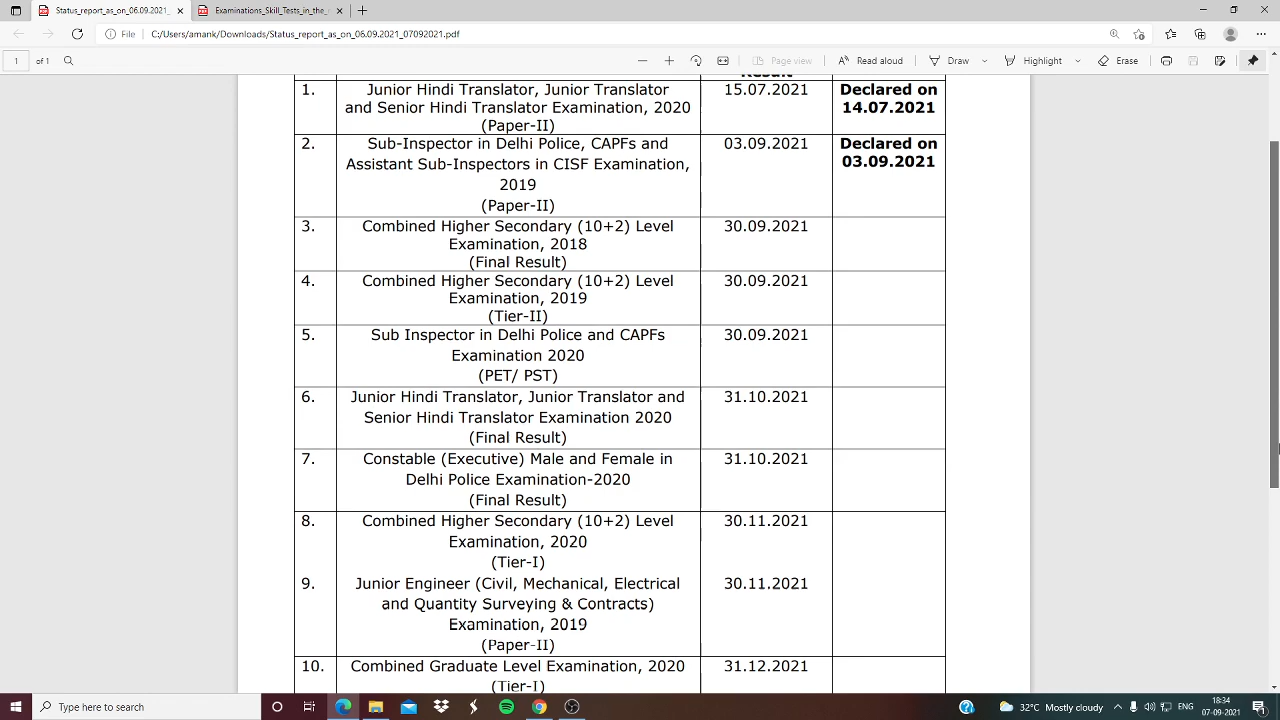 Status_report_as_on_06.09.2021_
Examinations_Skill_Tests_in_the_r
File
C:/Users/amank/Downloads/Status_report_as_on_06.09.2021_07092021.pdf
1 of 1
Page view
Read aloud
Draw
Highlight
Erase
Result
1. Junior Hindi Translator, Junior Translator 15.07.2021 Declared on
and Senior Hindi Translator Examination, 2020 14.07.2021
(Paper-II)
2. Sub-Inspector in Delhi Police, CAPFs and 03.09.2021 Declared on
Assistant Sub-Inspectors in CISF Examination, 03.09.2021
2019
(Paper-II)
3. Combined Higher Secondary (10+2) Level 30.09.2021
Examination, 2018
(Final Result)
4. Combined Higher Secondary (10+2) Level 30.09.2021
Examination, 2019
(Tier-II)
5. Sub Inspector in Delhi Police and CAPFs 30.09.2021
Examination 2020
(PET/ PST)
6. Junior Hindi Translator, Junior Translator and 31.10.2021
Senior Hindi Translator Examination 2020
(Final Result)
7. Constable (Executive) Male and Female in 31.10.2021
Delhi Police Examination-2020
(Final Result)
8. Combined Higher Secondary (10+2) Level 30.11.2021
Examination, 2020
(Tier-I)
9. Junior Engineer (Civil, Mechanical, Electrical 30.11.2021
and Quantity Surveying & Contracts)
Examination, 2019
(Paper-II)
10. Combined Graduate Level Examination, 2020 31.12.2021
(Tier-I)
Type here to search
32°C Mostly cloudy
ENG
18:34
07-09-2021